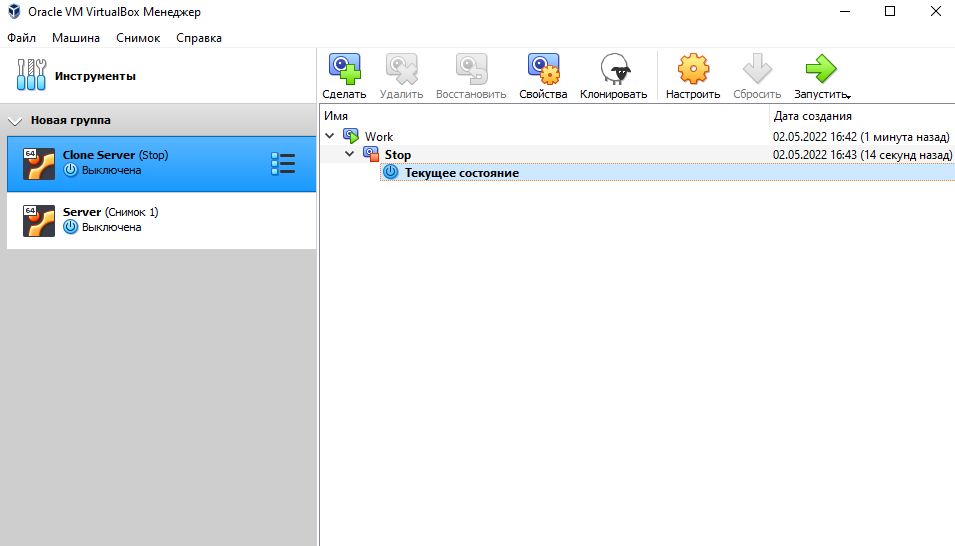 Oracle VM VirtualBox Менеджер
Файл Машина Снимок Справка
Инструменты
Сделать Удалить Восстановить Свойства Клонировать Настроить Сбросить Запустить
Новая группа
64
Clone Server (Stop)
Выключена
64
Server (Снимок 1)
Выключена
Имя Дата создания
Work 02.05.2022 16:42 (1 минута назад)
Stop 02.05.2022 16:43 (14 секунд назад)
Текущее состояние